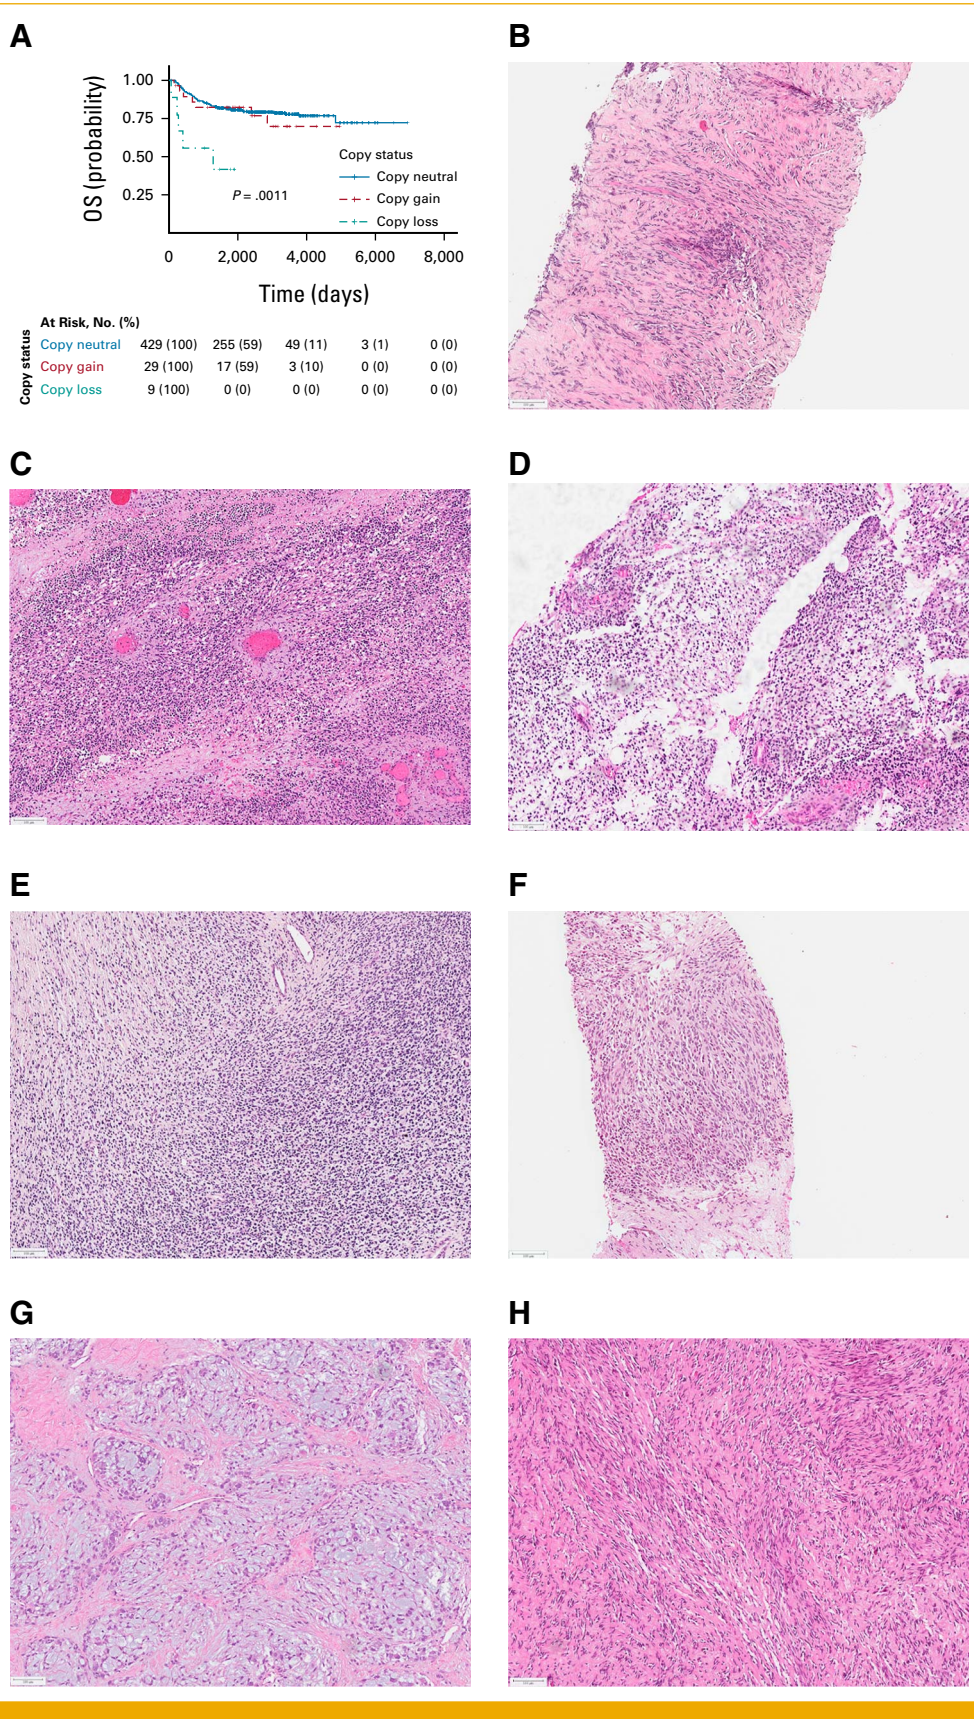 A
B
1.00
0.75
0.50
0.25
OS (probability)
Copy status
Copy neutral
Copy gain
Copy loss
P = .0011
0
2,000
4,000
6,000
8,000
Time (days)
At Risk, No. (%)
Copy status
Copy neutral 429 (100) 255 (59) 49 (11) 3 (1) 0 (0)
Copy gain 29 (100) 17 (59) 3 (10) 0 (0) 0 (0)
Copy loss 9 (100) 0 (0) 0 (0) 0 (0) 0 (0)
C
D
E
F
G
H